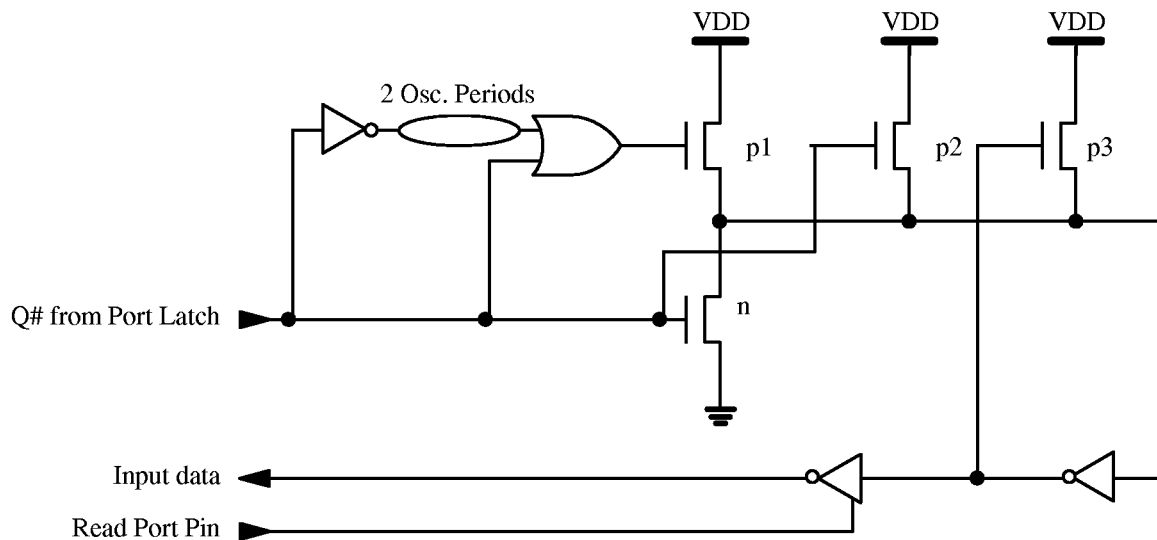 VDD
VDD
VDD
2 Osc. Periods
p1
p2
p3
Q# from Port Latch
n
Input data
Read Port Pin